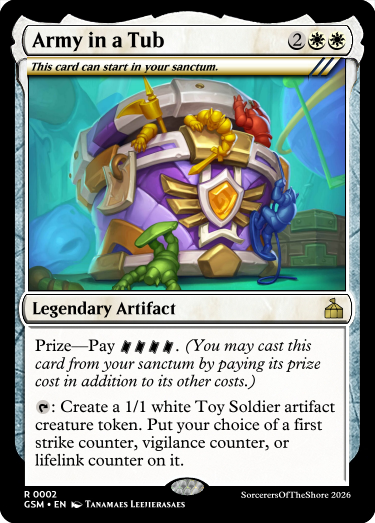 Army in a Tub 2
This card can start in your sanctum.
Legendary Artifact
Prize—Pay . (You may cast this
card from your sanctum by paying its prize
cost in addition to its other costs.)
: Create a 1/1 white Toy Soldier artifact
creature token. Put your choice of a first
strike counter, vigilance counter, or
lifelink counter on it.
R 0002
GSM • EN Tanamaes Leeherasaes
SorcerersOfTheShore 2026